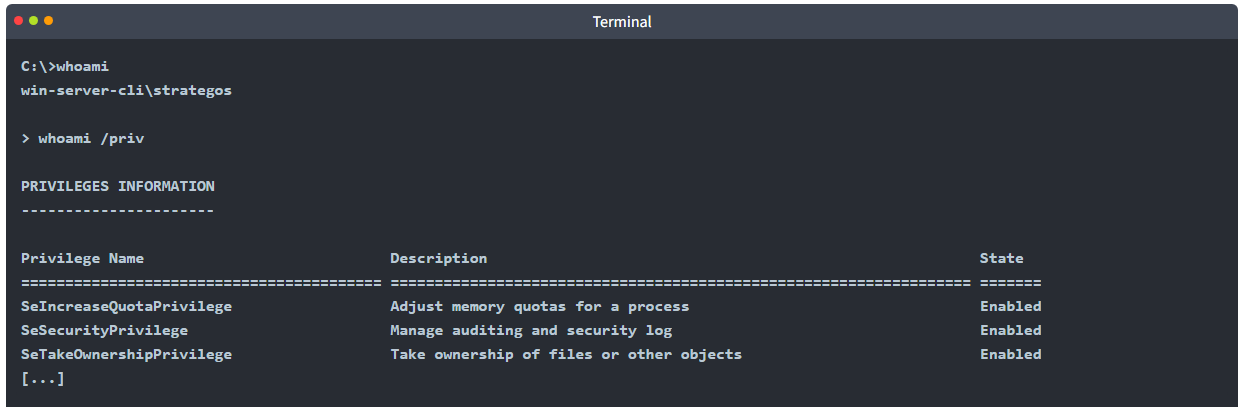 Terminal
C:\>whoami
win-server-cli\strategos
> whoami /priv
PRIVILEGES INFORMATION
----------------------
Privilege Name                            Description                                                        State
========================================= ================================================================== =======
SeIncreaseQuotaPrivilege                  Adjust memory quotas for a process                                 Enabled
SeSecurityPrivilege                       Manage auditing and security log                                   Enabled
SeTakeOwnershipPrivilege                  Take ownership of files or other objects                           Enabled
[...]